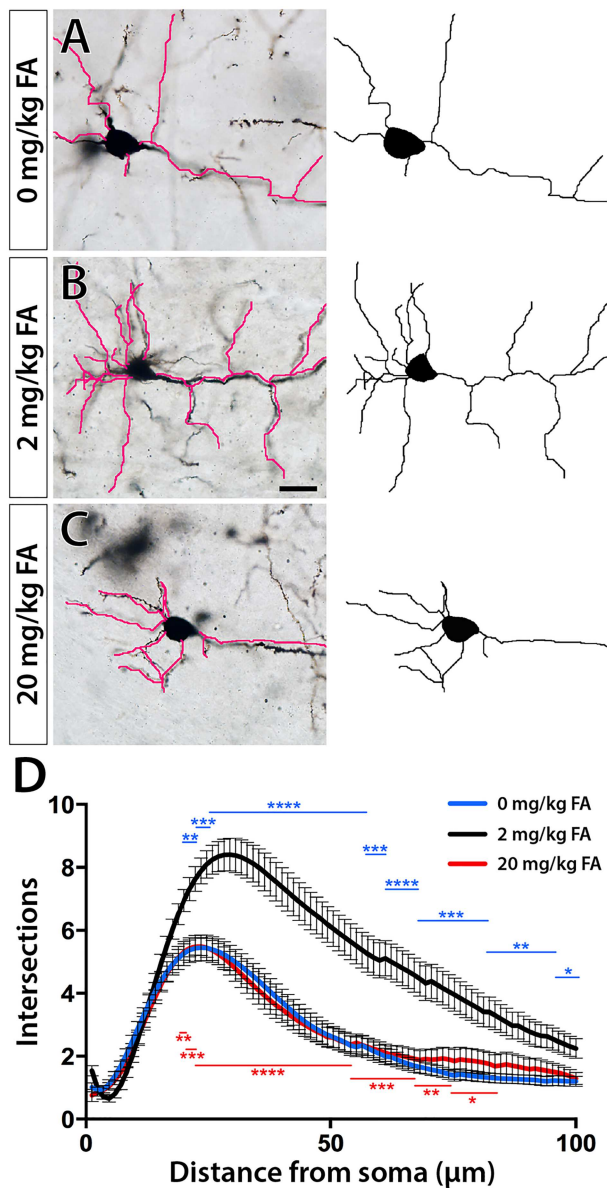 A
0 mg/kg FA
B
2 mg/kg FA
C
20 mg/kg FA
D
0 mg/kg FA
2 mg/kg FA
20 mg/kg FA
****
***
**
***
****
***
**
*
10
8
6
4
2
0
Intersections
**
***
****
***
**
*
1
50
100
Distance from soma (μm)